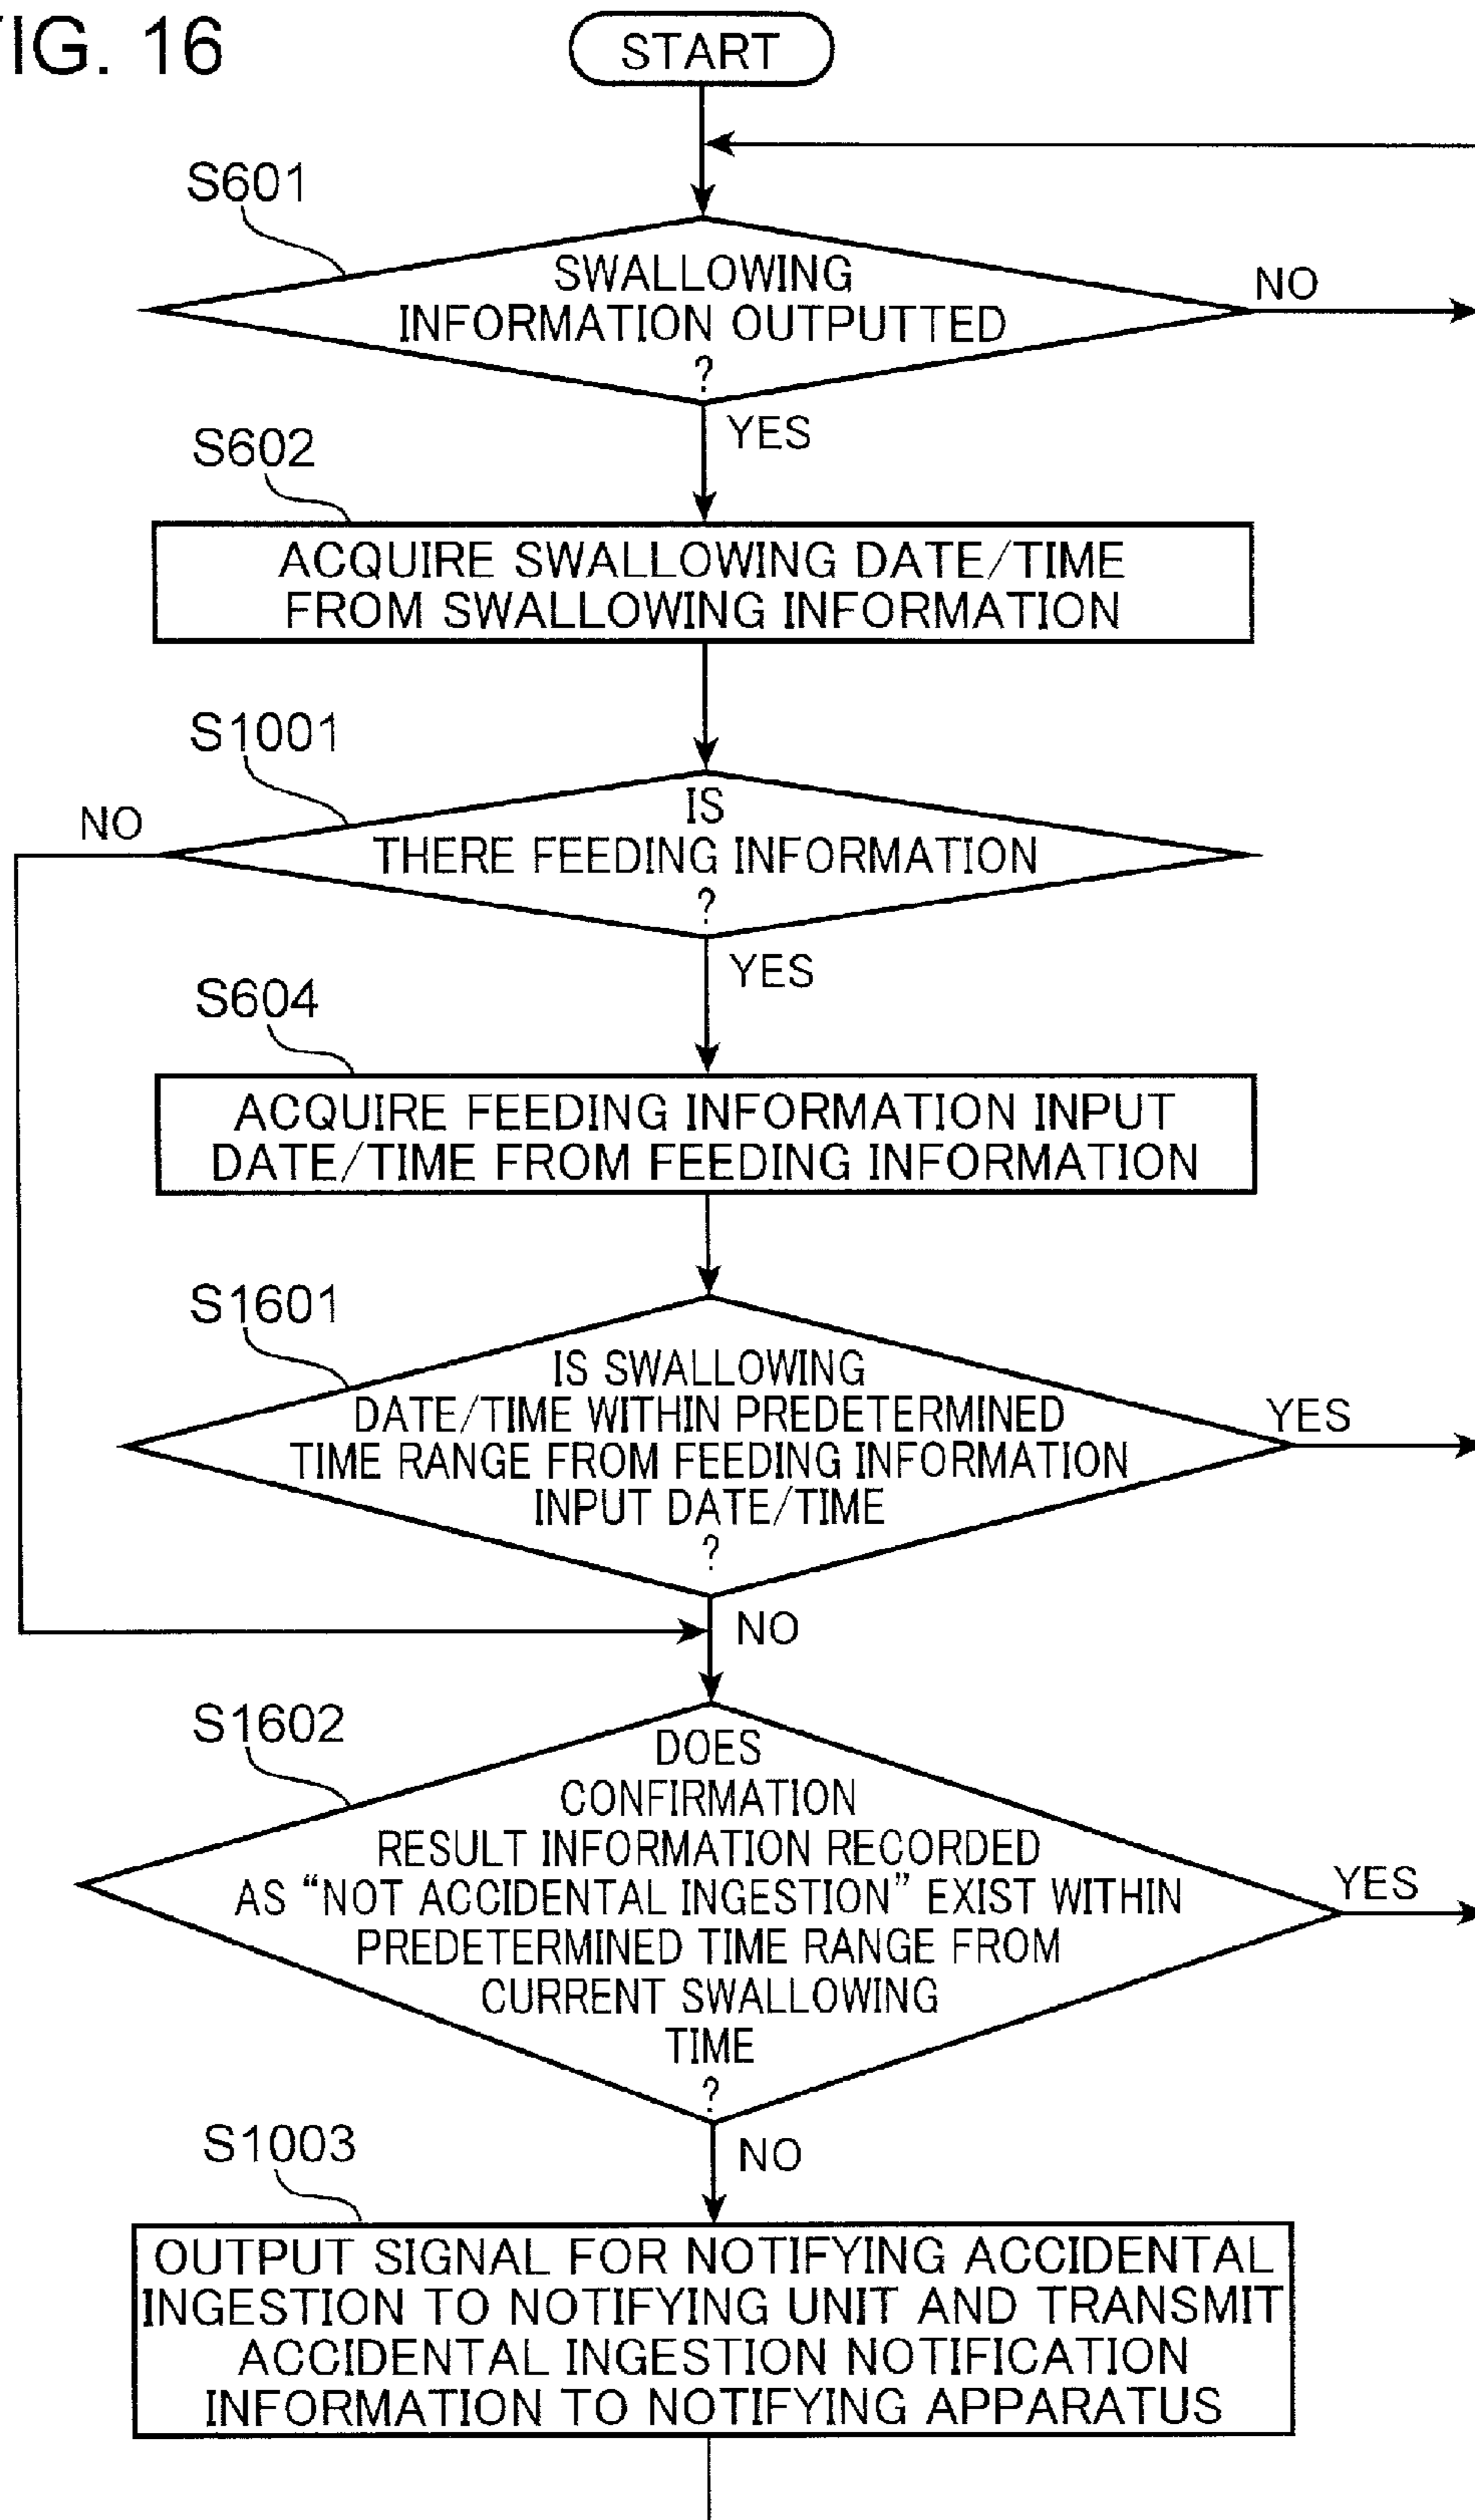 FIG. 16
START
S601
SWALLOWING
INFORMATION OUTPUTTED
?
NO
YES
S602
ACQUIRE SWALLOWING DATE/TIME
FROM SWALLOWING INFORMATION
S1001
NO
IS
THERE FEEDING INFORMATION
?
YES
S604
ACQUIRE FEEDING INFORMATION INPUT
DATE/TIME FROM FEEDING INFORMATION
S1601
IS SWALLOWING
DATE/TIME WITHIN PREDETERMINED
TIME RANGE FROM FEEDING INFORMATION
INPUT DATE/TIME
?
YES
NO
S1602
DOES
CONFIRMATION
RESULT INFORMATION RECORDED
AS “NOT ACCIDENTAL INGESTION” EXIST WITHIN
PREDETERMINED TIME RANGE FROM
CURRENT SWALLOWING
TIME
?
YES
NO
S1003
OUTPUT SIGNAL FOR NOTIFYING ACCIDENTAL
INGESTION TO NOTIFYING UNIT AND TRANSMIT
ACCIDENTAL INGESTION NOTIFICATION
INFORMATION TO NOTIFYING APPARATUS